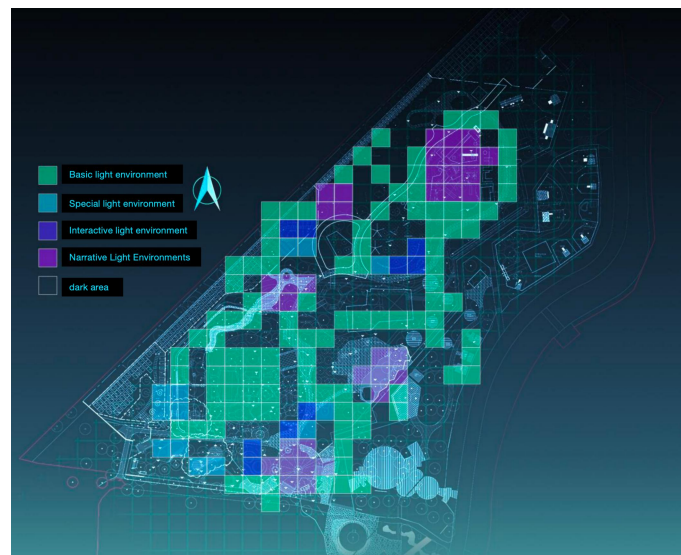 Basic light environment
Special light environment
Interactive light environment
Narrative Light Environments
dark area